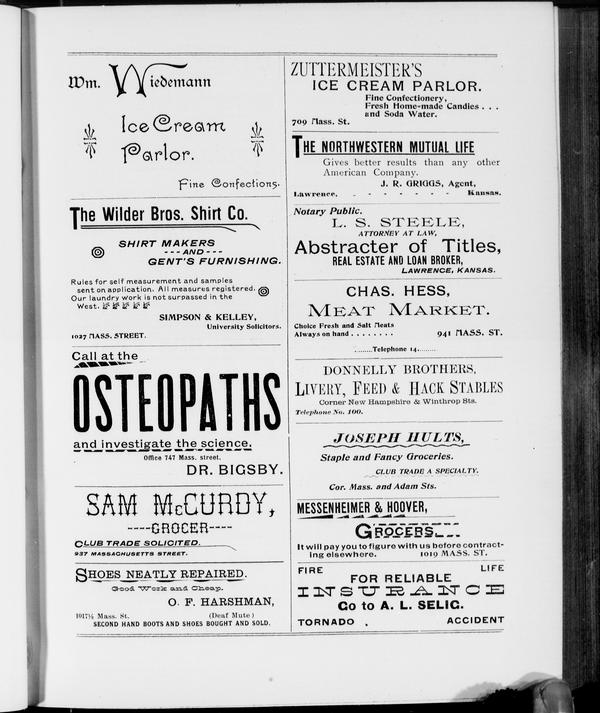 Wm. Wiedemann
Ice Cream
Parlor.
Fine Confections.
The Wilder Bros. Shirt Co.
SHIRT MAKERS
---AND---
GENT'S FURNISHING.
Rules for self measurement and samples
sent on application. All measures registered.
Our laundry work is not surpassed in the
West.
SIMPSON & KELLEY,
University Solicitors.
1027 MASS. STREET.
Call at the
OSTEOPATHS
and investigate the science.
Office 747 Mass. street.
DR. BIGSBY.
SAM McCURDY,
----GROCER----
CLUB TRADE SOLICITED.
937 MASSACHUSETTS STREET.
SHOES NEATLY REPAIRED.
Good Work and Cheap.
O. F. HARSHMAN,
1017½ Mass. St. (Deaf Mute)
SECOND HAND BOOTS AND SHOES BOUGHT AND SOLD.
ZUTTERMEISTER'S
ICE CREAM PARLOR.
Fine Confectionery,
Fresh Home-made Candies . . .
and Soda Water.
709 Mass. St.
THE NORTHWESTERN MUTUAL LIFE
Gives better results than any other
American Company.
J. R. GRIGGS, Agent,
Lawrence, - - - - - - Kansas.
Notary Public.
L. S. STEELE,
ATTORNEY AT LAW,
Abstracter of Titles,
REAL ESTATE AND LOAN BROKER,
LAWRENCE, KANSAS.
CHAS. HESS,
MEAT MARKET.
Choice Fresh and Salt Meats
Always on hand . . . . . . . . 941 MASS. ST.
........Telephone 14........
DONNELLY BROTHERS,
LIVERY, FEED & HACK STABLES
Corner New Hampshire & Winthrop Sts.
Telephone No. 100.
JOSEPH HULTS,
Staple and Fancy Groceries.
CLUB TRADE A SPECIALTY.
Cor. Mass. and Adam Sts.
MESSENHEIMER & HOOVER,
GROCERS
It will pay you to figure with us before contract-
ing elsewhere. 1019 MASS. ST.
FIRE LIFE
FOR RELIABLE
INSURANCE
Go to A. L. SELIG.
TORNADO . ACCIDENT